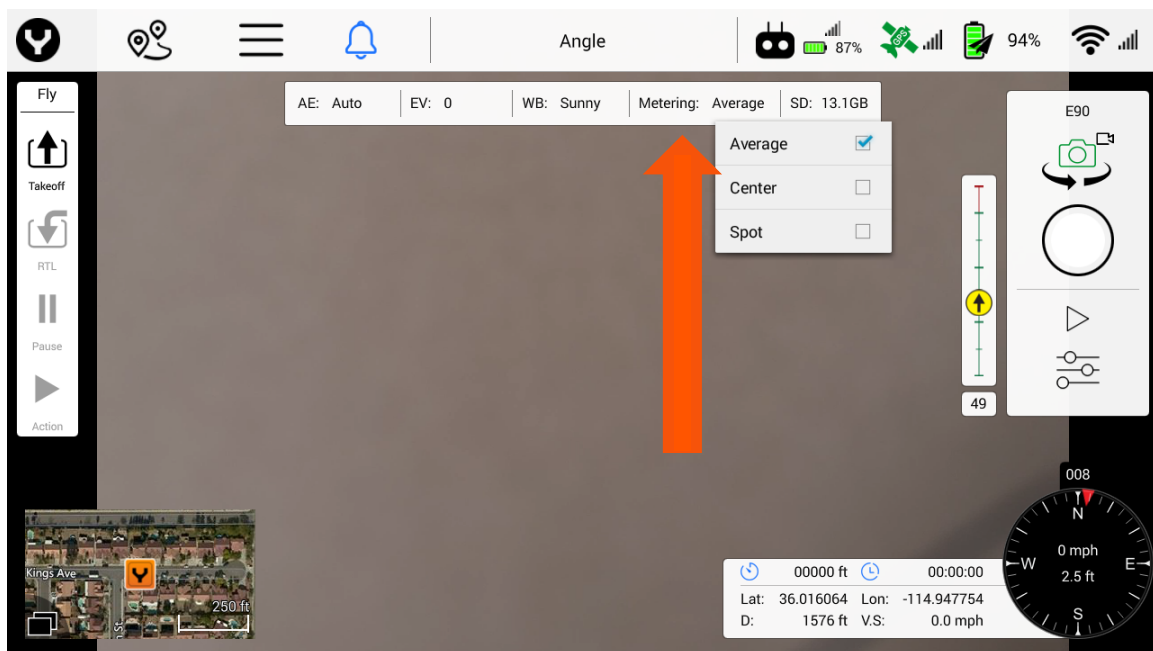 Angle
87%
GPS
94%
Fly
AE: Auto
EV: 0
WB: Sunny
Metering: Average
SD: 13.1GB
Average
Center
Spot
Takeoff
RTL
Pause
Action
E90
49
008
N
W
E
S
0 mph
2.5 ft
Kings Ave
250 ft
St
00000 ft
00:00:00
Lat: 36.016064 Lon: -114.947754
D: 1576 ft V.S: 0.0 mph